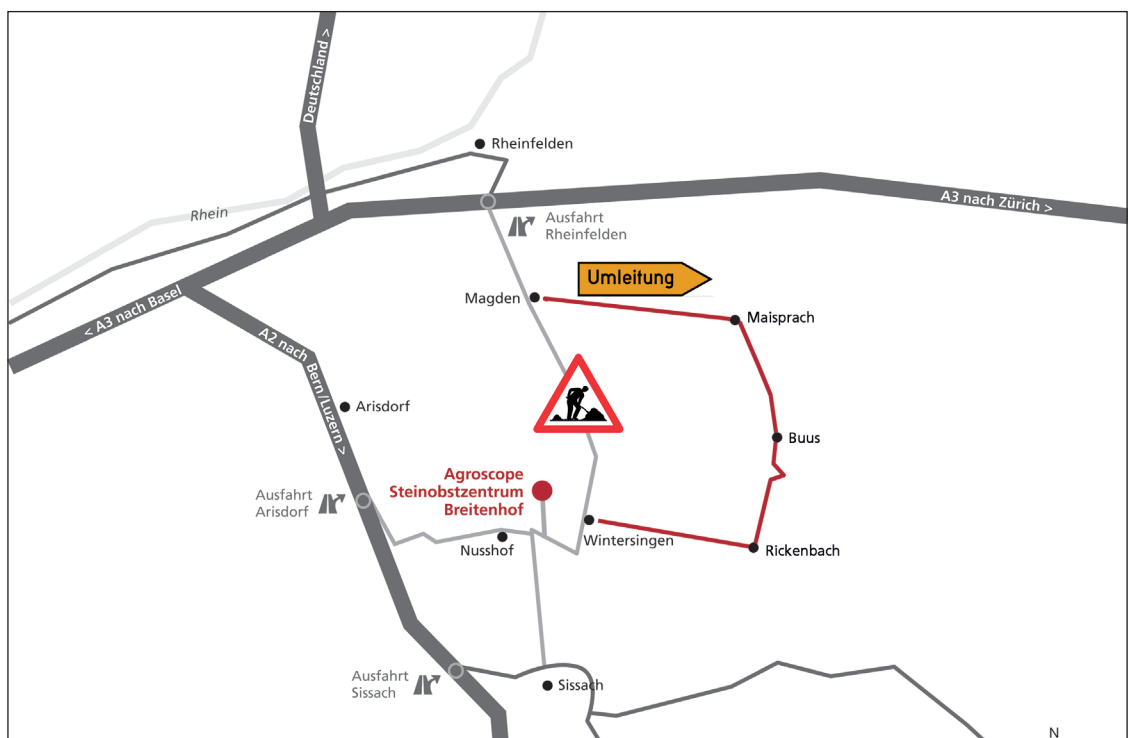 Deutschland >
Rheinfelden
Rhein
A3 nach Zürich >
Ausfahrt
Rheinfelden
Umleitung
Magden
Maisprach
< A3 nach Basel
A2 nach Bern/Luzern >
Arisdorf
Buus
Agroscope
Steinobstzentrum
Breitenhof
Ausfahrt
Arisdorf
Nusshof
Wintersingen
Rickenbach
Ausfahrt
Sissach
Sissach
N